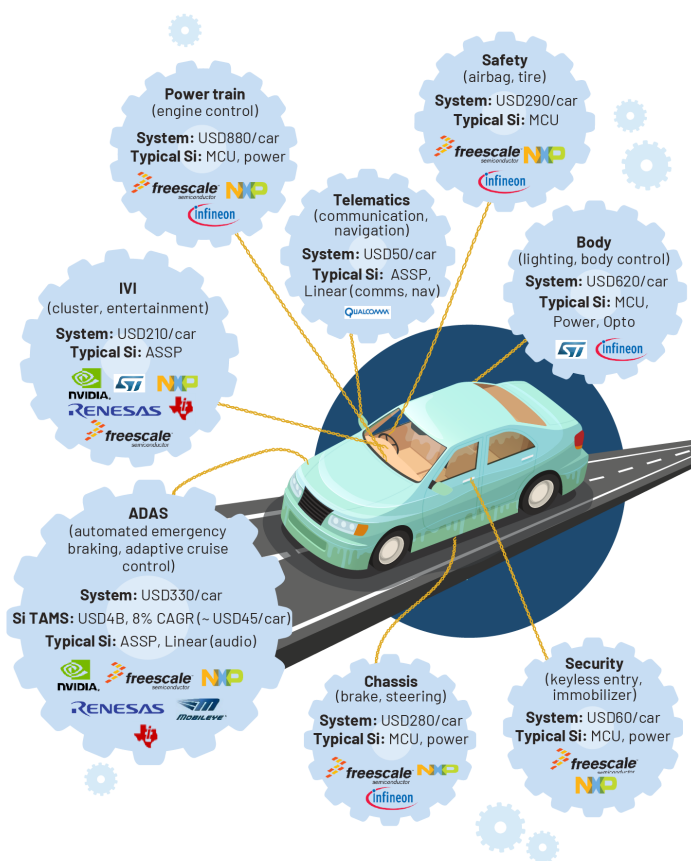 Power train
(engine control)
System: USD880/car
Typical Si: MCU, power
freescale
semiconductor
NXP
infineon
Safety
(airbag, tire)
System: USD290/car
Typical Si: MCU
freescale
semiconductor
NXP
infineon
Telematics
(communication,
navigation)
System: USD50/car
Typical Si: ASSP,
Linear (comms, nav)
QUALCOMM
Body
(lighting, body control)
System: USD620/car
Typical Si: MCU,
Power, Opto
ST
infineon
IVI
(cluster, entertainment)
System: USD210/car
Typical Si: ASSP
NVIDIA.
ST
NXP
RENESAS
ti
freescale
semiconductor
ADAS
(automated emergency
braking, adaptive cruise
control)
System: USD330/car
Si TAMS: USD4B, 8% CAGR (~ USD45/car)
Typical Si: ASSP, Linear (audio)
NVIDIA.
freescale
semiconductor
NXP
RENESAS
MOBILEYE
ti
Chassis
(brake, steering)
System: USD280/car
Typical Si: MCU, power
freescale
semiconductor
NXP
infineon
Security
(keyless entry,
immobilizer)
System: USD60/car
Typical Si: MCU, power
freescale
semiconductor
NXP